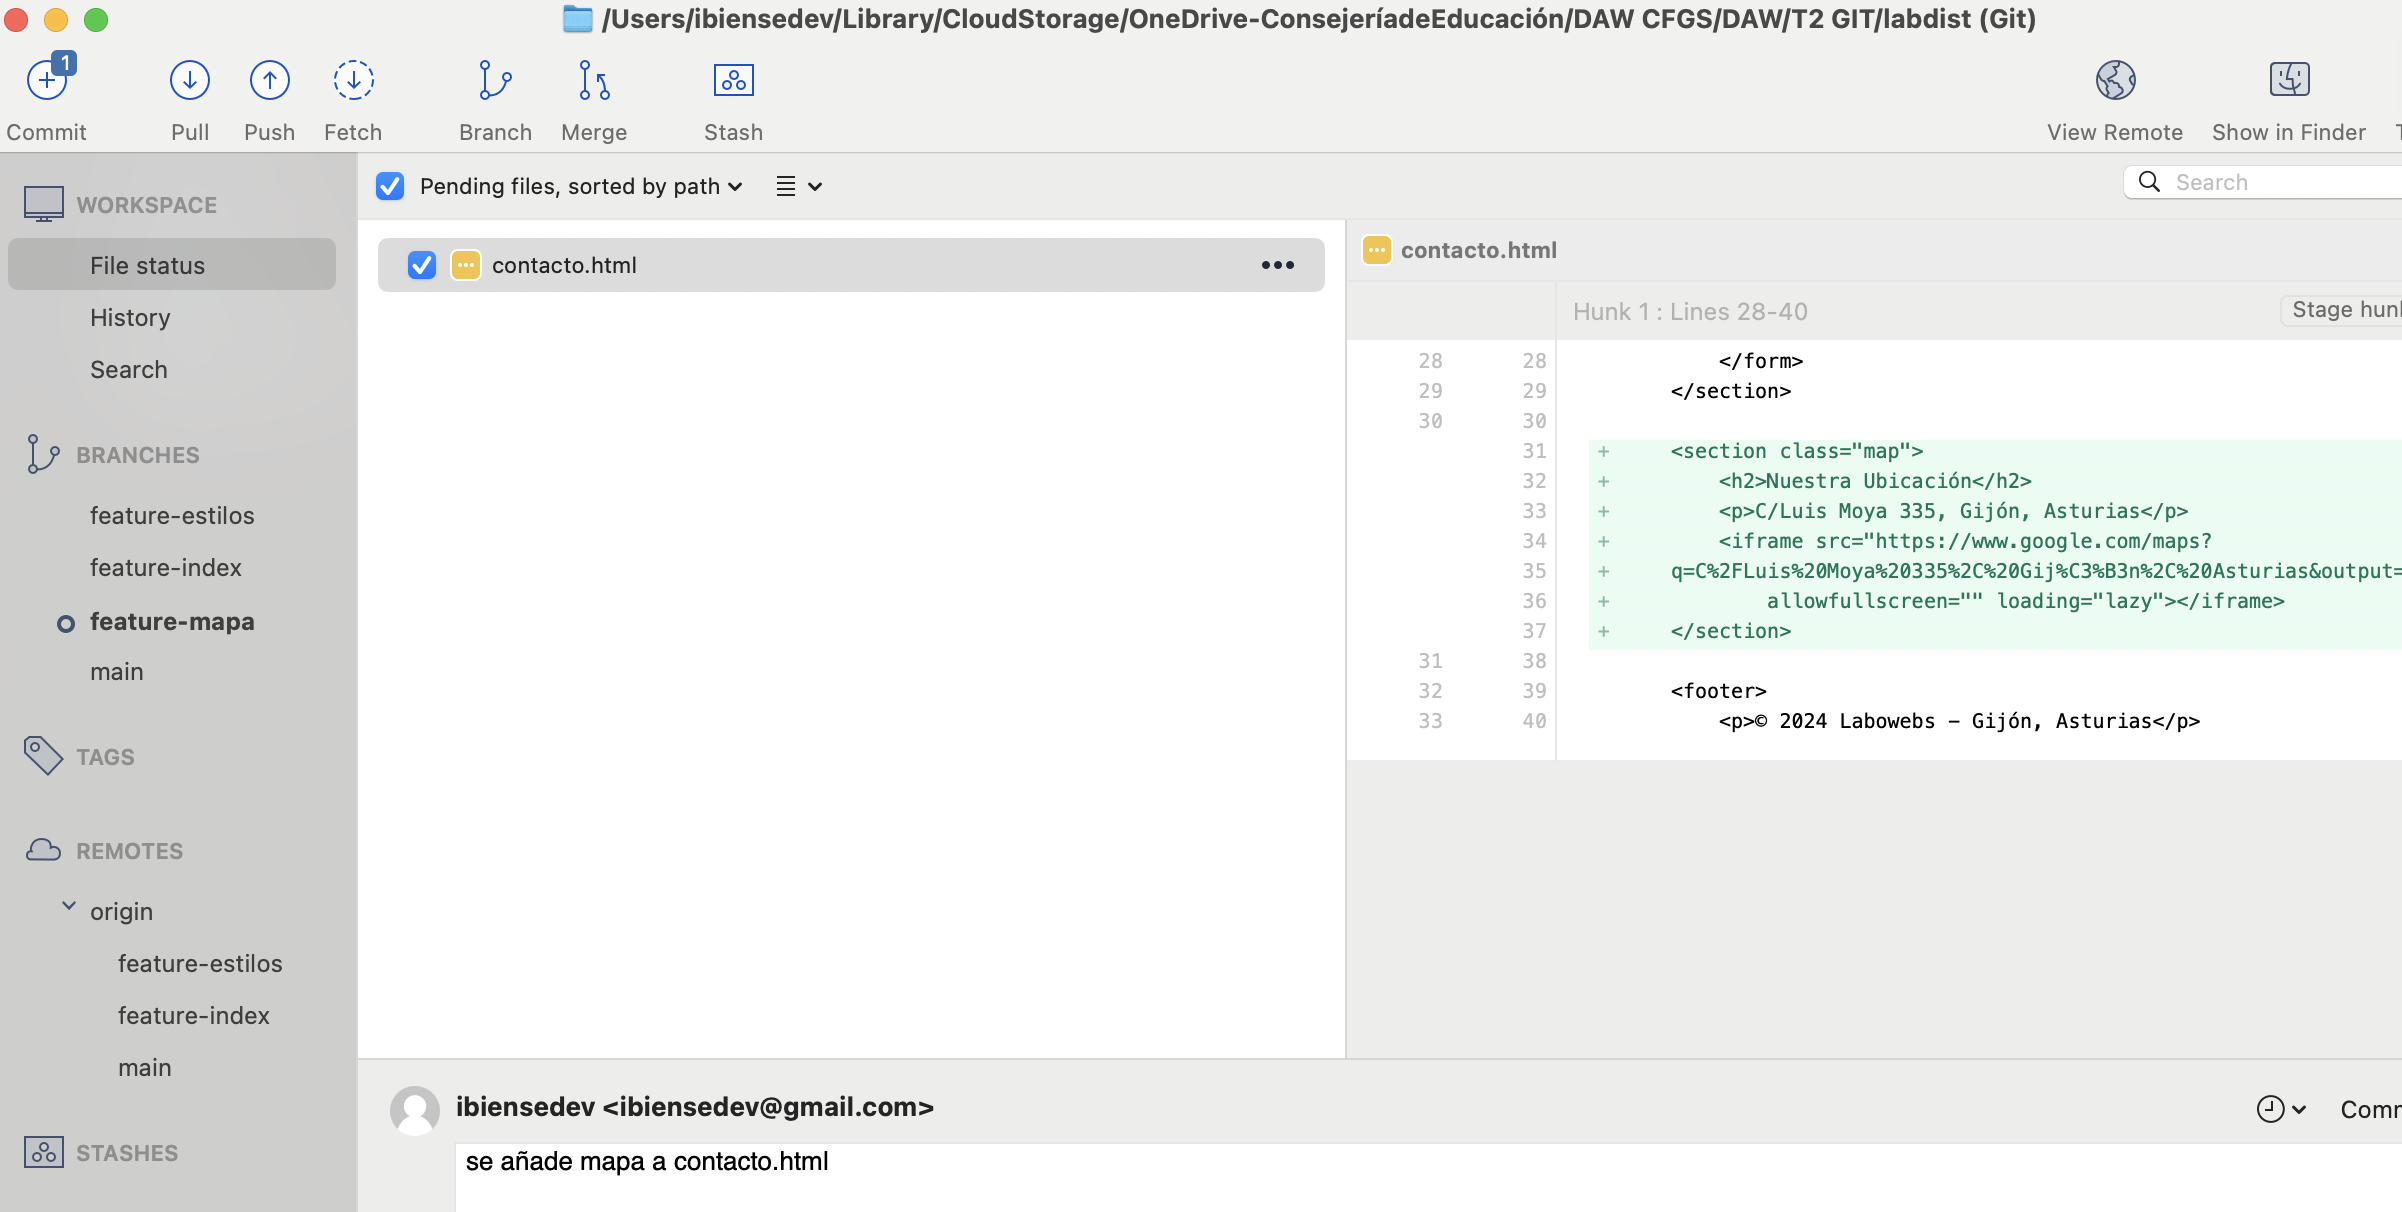 /Users/ibiensedev/Library/CloudStorage/OneDrive-ConsejeríadeEducación/DAW CFGS/DAW/T2 GIT/labdist (Git)
1
Commit Pull Push Fetch Branch Merge Stash View Remote Show in Finder
WORKSPACE
File status
History
Search
BRANCHES
feature-estilos
feature-index
feature-mapa
main
TAGS
REMOTES
origin
feature-estilos
feature-index
main
STASHES
Pending files, sorted by path
Search
contacto.html
contacto.html
Hunk 1 : Lines 28-40
Stage hun
28 28 </form>
29 29 </section>
30 30
31 + <section class="map">
32 + <h2>Nuestra Ubicación</h2>
33 + <p>C/Luis Moya 335, Gijón, Asturias</p>
34 + <iframe src="https://www.google.com/maps?
35 + q=C%2FLuis%20Moya%20335%2C%20Gij%C3%B3n%2C%20Asturias&output=
36 + allowfullscreen="" loading="lazy"></iframe>
37 + </section>
31 38
32 39 <footer>
33 40 <p>© 2024 Labowebs – Gijón, Asturias</p>
ibiensedev <ibiensedev@gmail.com>
Com
se añade mapa a contacto.html